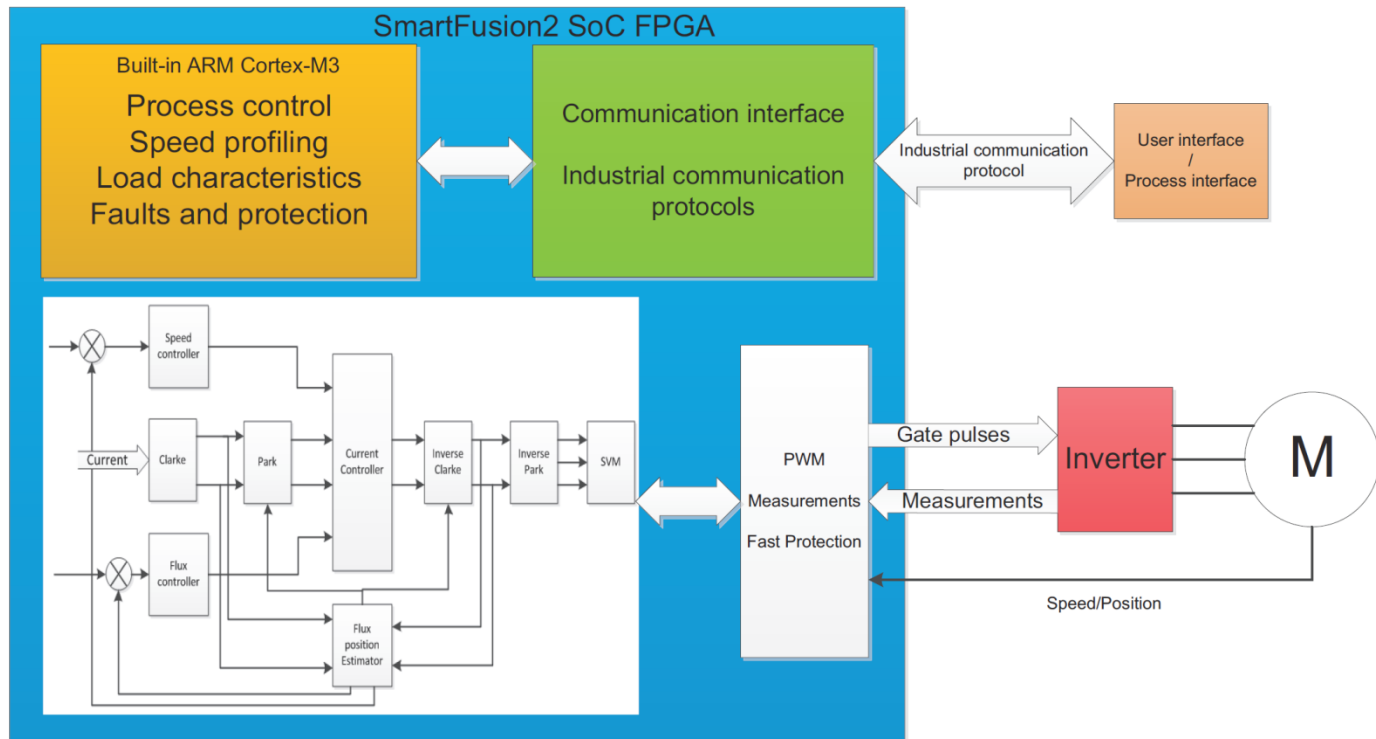 SmartFusion2 SoC FPGA
Built-in ARM Cortex-M3
Process control
Speed profiling
Load characteristics
Faults and protection
Communication interface
Industrial communication
protocols
Industrial communication
protocol
User interface
/
Process interface
Speed
controller
Current
Clarke
Park
Current
Controller
Inverse
Clarke
Inverse
Park
SVM
Flux
controller
Flux
position
Estimator
PWM
Measurements
Fast Protection
Gate pulses
Measurements
Inverter
M
Speed/Position